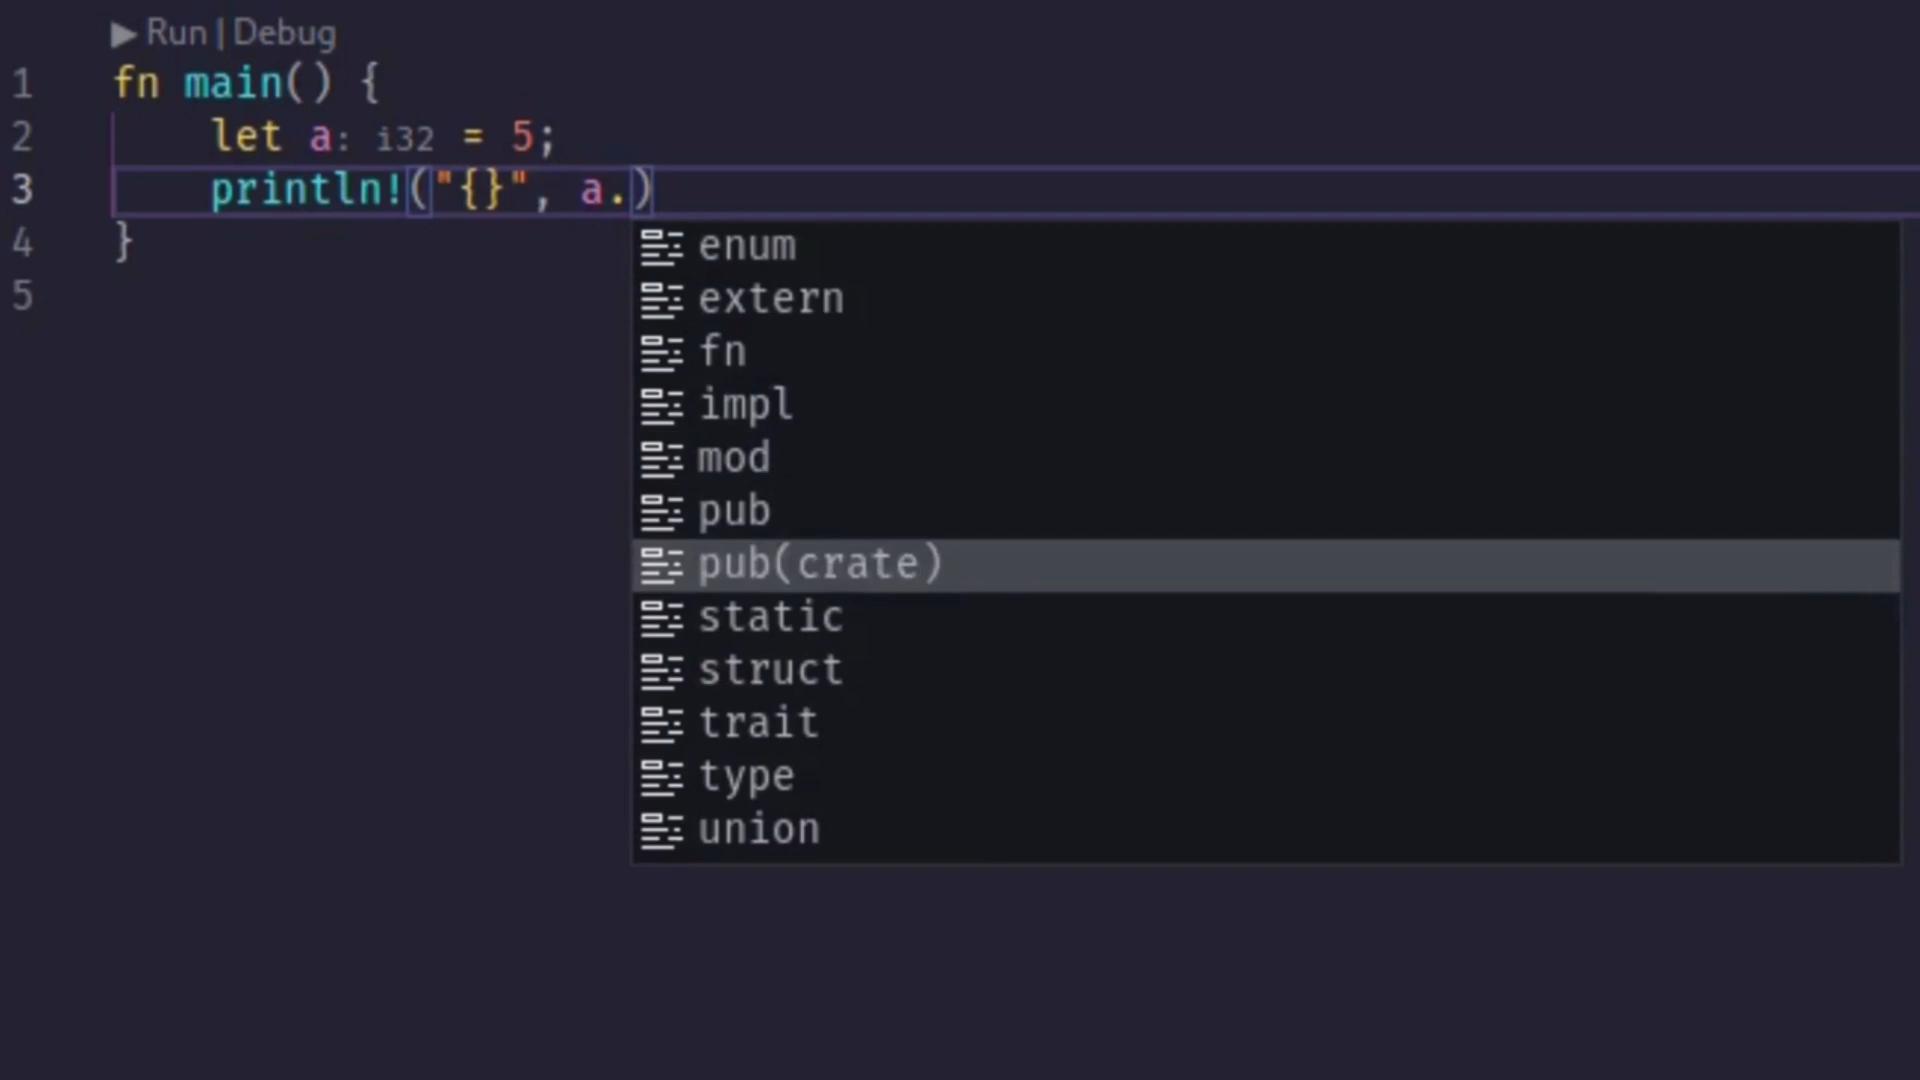 ▶ Run | Debug
1 fn main() {
2 let a: i32 = 5;
3 println!("{}", a.)
4 }
5
enum
extern
fn
impl
mod
pub
pub(crate)
static
struct
trait
type
union